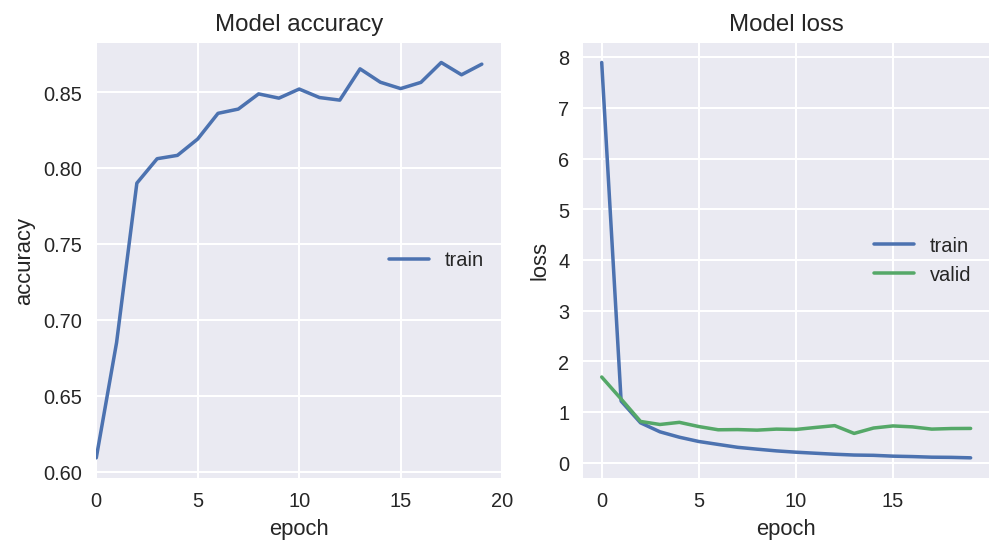 Model accuracy
accuracy
0.85
0.80
0.75
0.70
0.65
0.60
train
0 5 10 15 20
epoch
Model loss
loss
8
7
6
5
4
3
2
1
0
train
valid
0 5 10 15
epoch